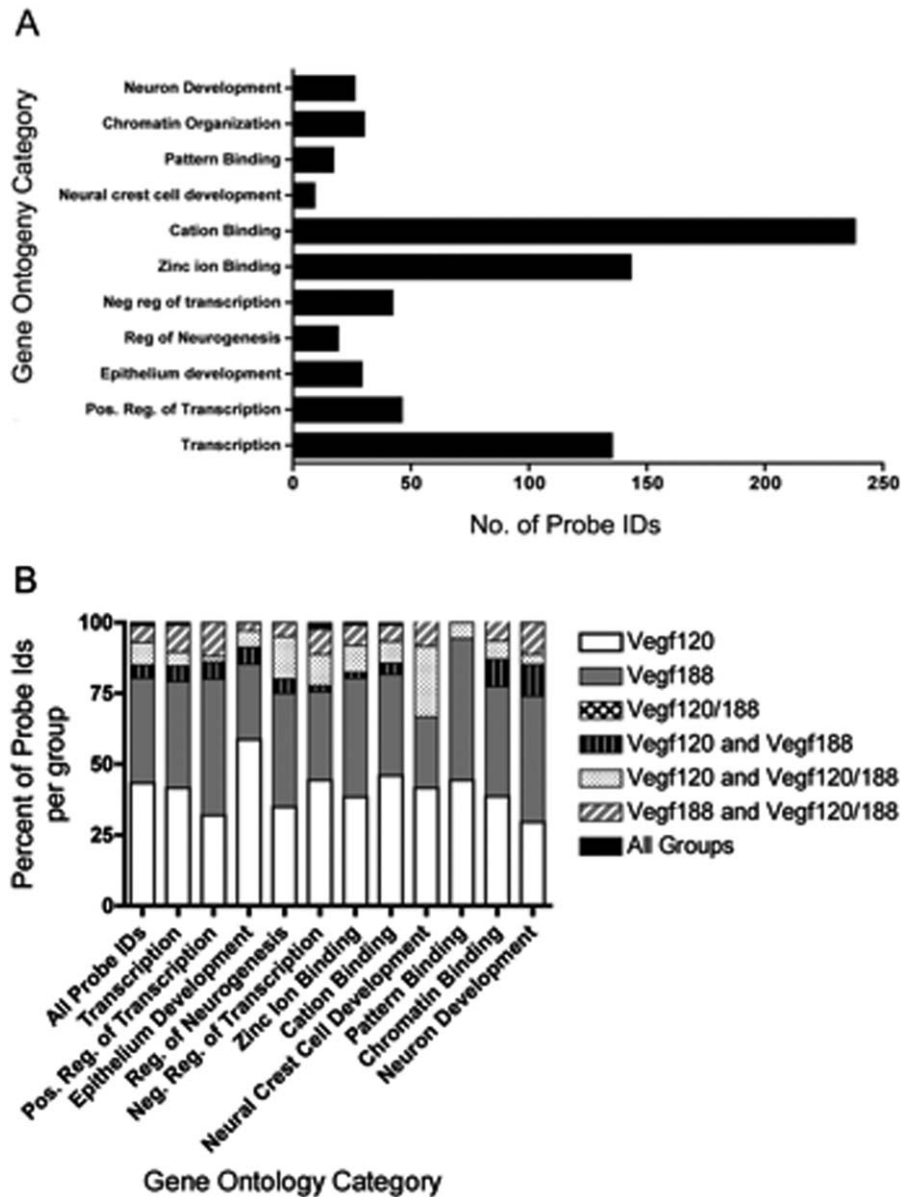 A
Gene Ontogeny Category
Neuron Development
Chromatin Organization
Pattern Binding
Neural crest cell development
Cation Binding
Zinc ion Binding
Neg reg of transcription
Reg of Neurogenesis
Epithelium development
Pos. Reg. of Transcription
Transcription
0 50 100 150 200 250
No. of Probe IDs
B
Percent of Probe Ids
per group
100
75
50
25
0
Vegf120
Vegf188
Vegf120/188
Vegf120 and Vegf188
Vegf120 and Vegf120/188
Vegf188 and Vegf120/188
All Groups
All Probe IDs
Transcription
Pos. Reg. of Transcription
Epithelium Development
Reg. of Neurogenesis
Neg. Reg. of Transcription
Zinc Ion Binding
Cation Binding
Neural Crest Cell Development
Pattern Binding
Chromatin Binding
Neuron Development
Gene Ontology Category